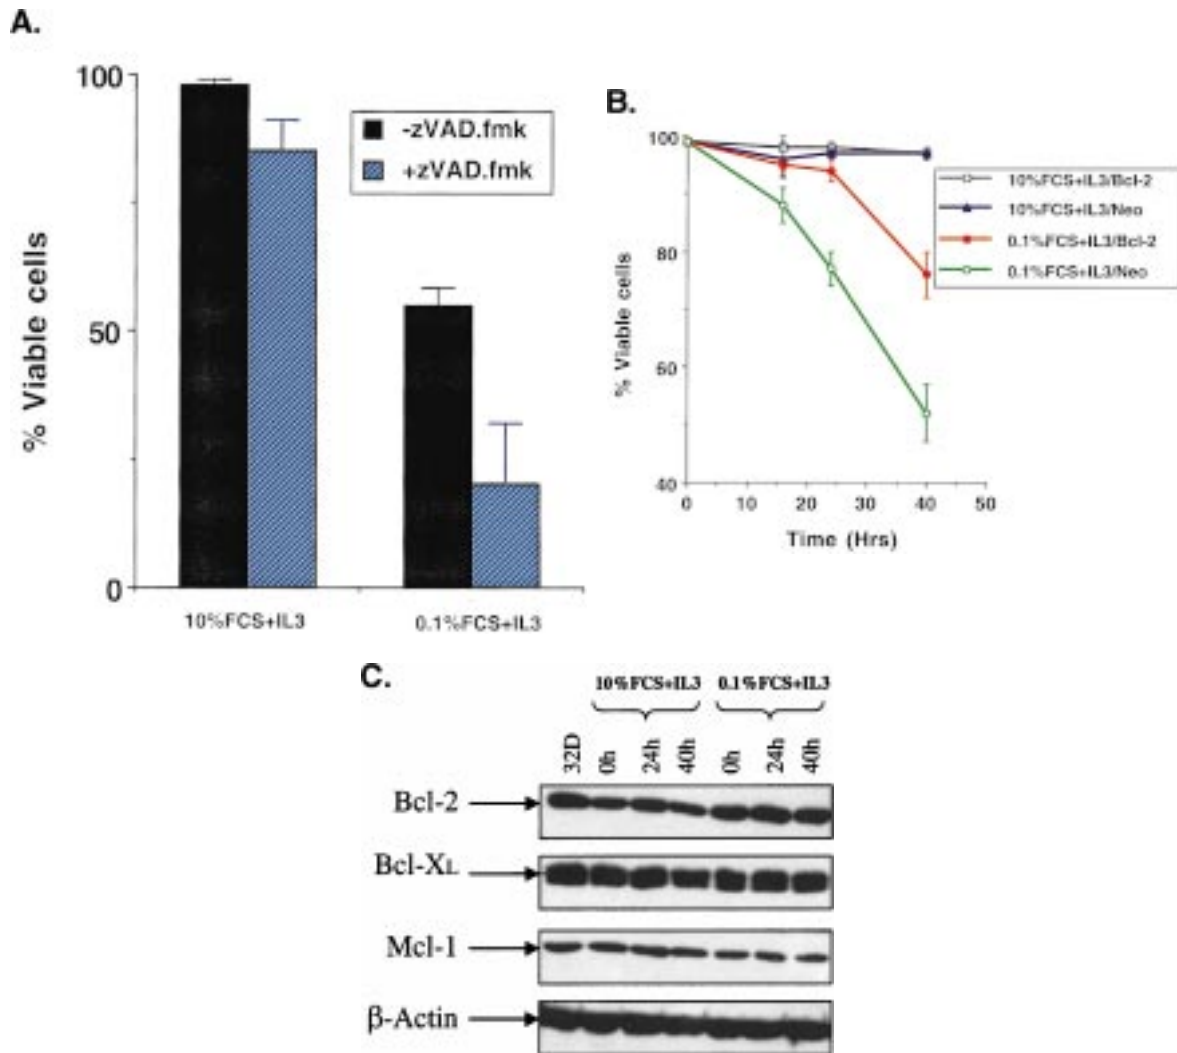 A.
100
50
0
% Viable cells
-zVAD.fmk
+zVAD.fmk
10%FCS+IL3
0.1%FCS+IL3
B.
100
80
60
40
% Viable cells
0
10
20
30
40
50
Time (Hrs)
10%FCS+IL3/Bcl-2
10%FCS+IL3/Neo
0.1%FCS+IL3/Bcl-2
0.1%FCS+IL3/Neo
C.
10%FCS+IL3
0.1%FCS+IL3
32D
0h
24h
40h
0h
24h
40h
Bcl-2
Bcl-XL
Mcl-1
β-Actin